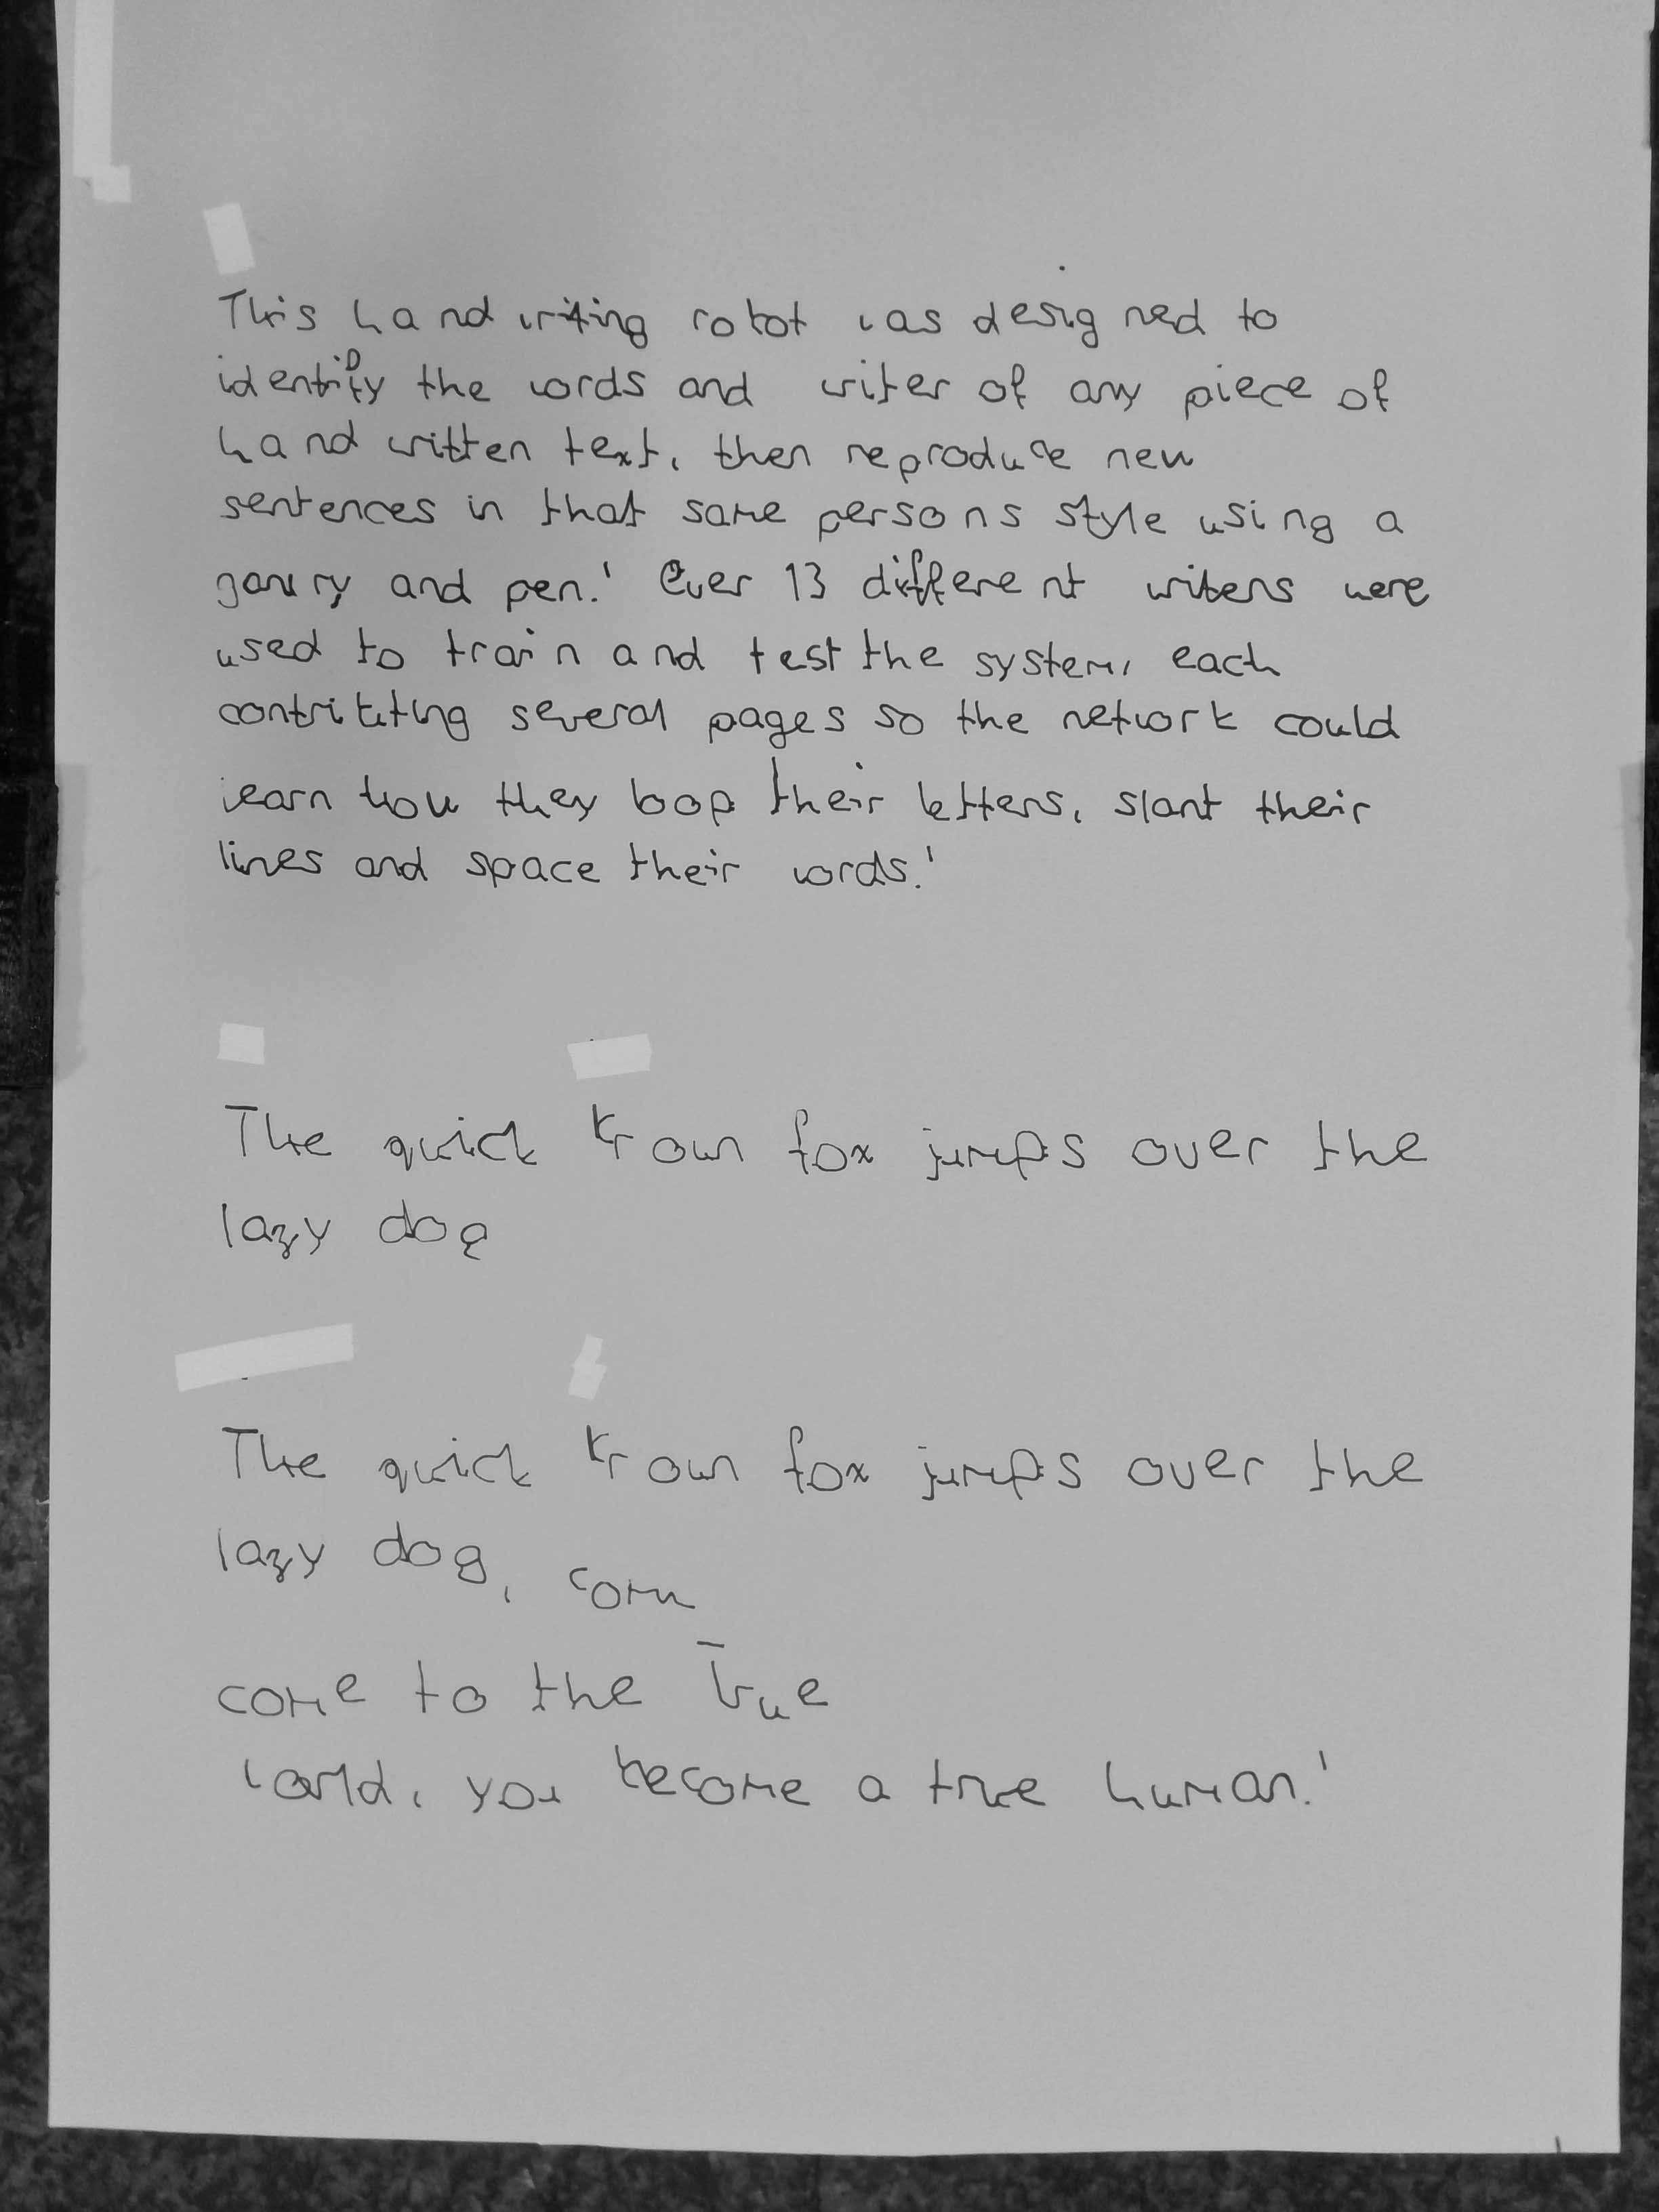 This handwriting robot was designed to
identify the words and writer of any piece of
handwritten text, then reproduce new
sentences in that same persons style using a
gantry and pen.' Over 13 different writers were
used to train and test the system, each
contributing several pages so the network could
learn how they loop their letters, slant their
lines and space their words.'
The quick brown fox jumps over the
lazy dog
The quick brown fox jumps over the
lazy dog, com
come to the true
world, you become a true human.'